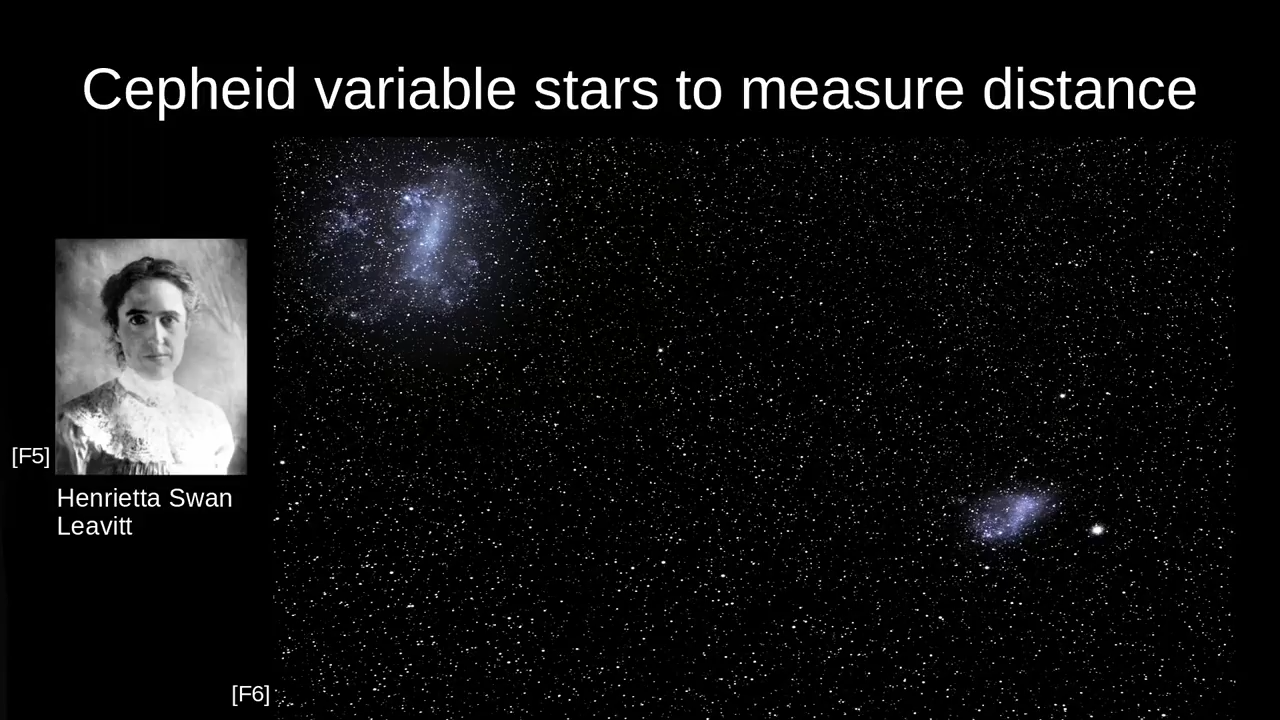 Cepheid variable stars to measure distance
[F5]
Henrietta Swan
Leavitt
[F6]